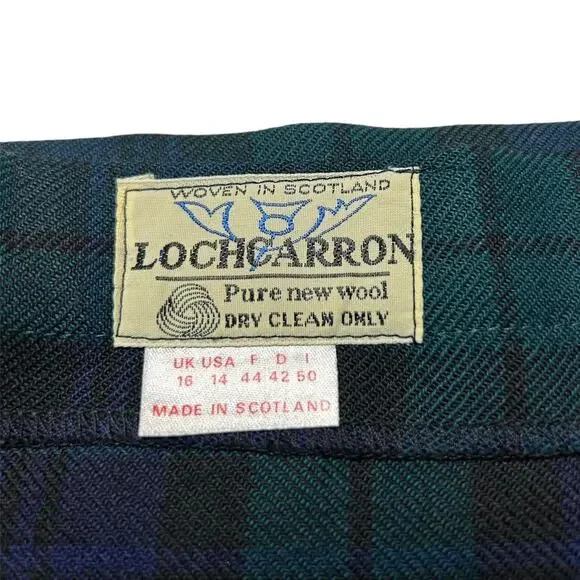 WOVEN IN SCOTLAND
LOCHCARRON
Pure new wool
DRY CLEAN ONLY
UK USA F D I
16 14 44 42 50
MADE IN SCOTLAND